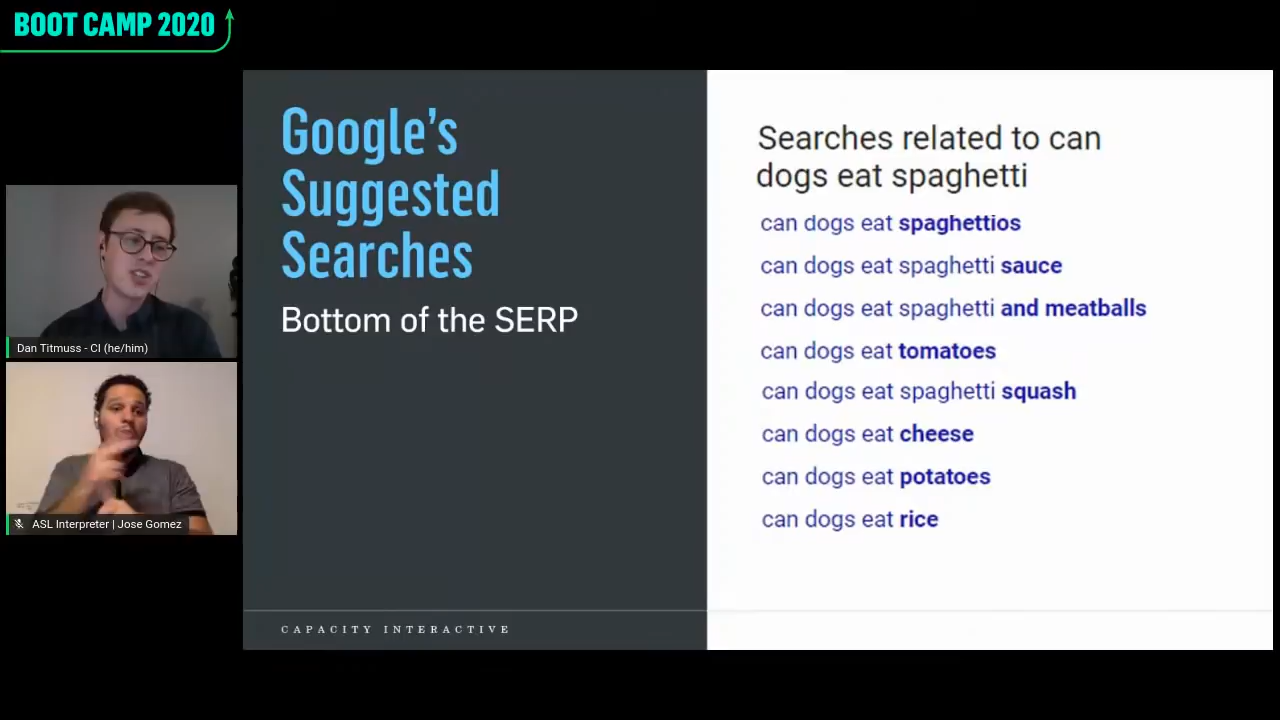 BOOT CAMP 2020
Google's
Suggested
Searches
Bottom of the SERP
Searches related to can
dogs eat spaghetti
can dogs eat spaghettios
can dogs eat spaghetti sauce
can dogs eat spaghetti and meatballs
can dogs eat tomatoes
can dogs eat spaghetti squash
can dogs eat cheese
can dogs eat potatoes
can dogs eat rice
Dan Titmuss - CI (he/him)
ASL Interpreter | Jose Gomez
CAPACITY INTERACTIVE